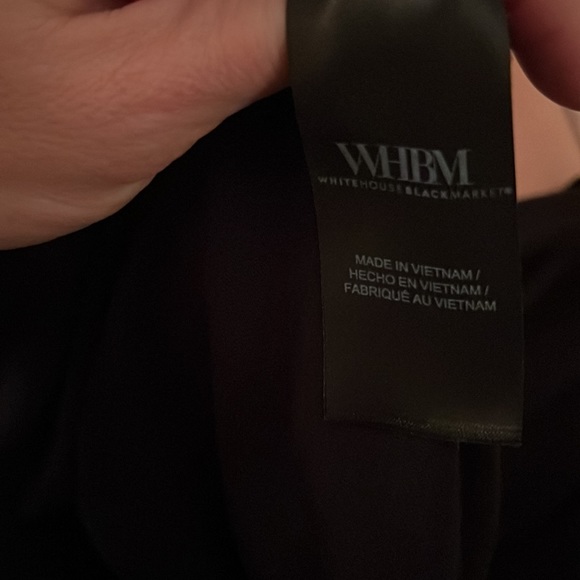 WHBM
WHITEHOUSEBLACKMARKET®
MADE IN VIETNAM /
HECHO EN VIETNAM /
FABRIQUÉ AU VIETNAM